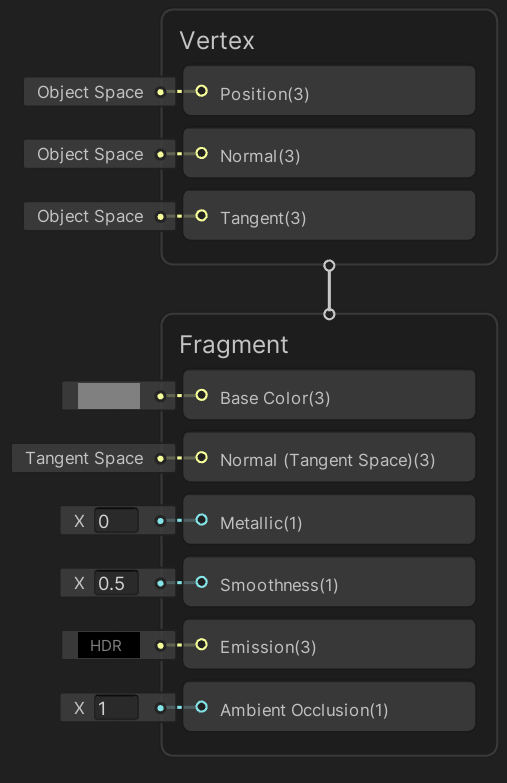 Vertex
Object Space Position(3)
Object Space Normal(3)
Object Space Tangent(3)
Fragment
Base Color(3)
Tangent Space Normal (Tangent Space)(3)
X 0 Metallic(1)
X 0.5 Smoothness(1)
HDR Emission(3)
X 1 Ambient Occlusion(1)